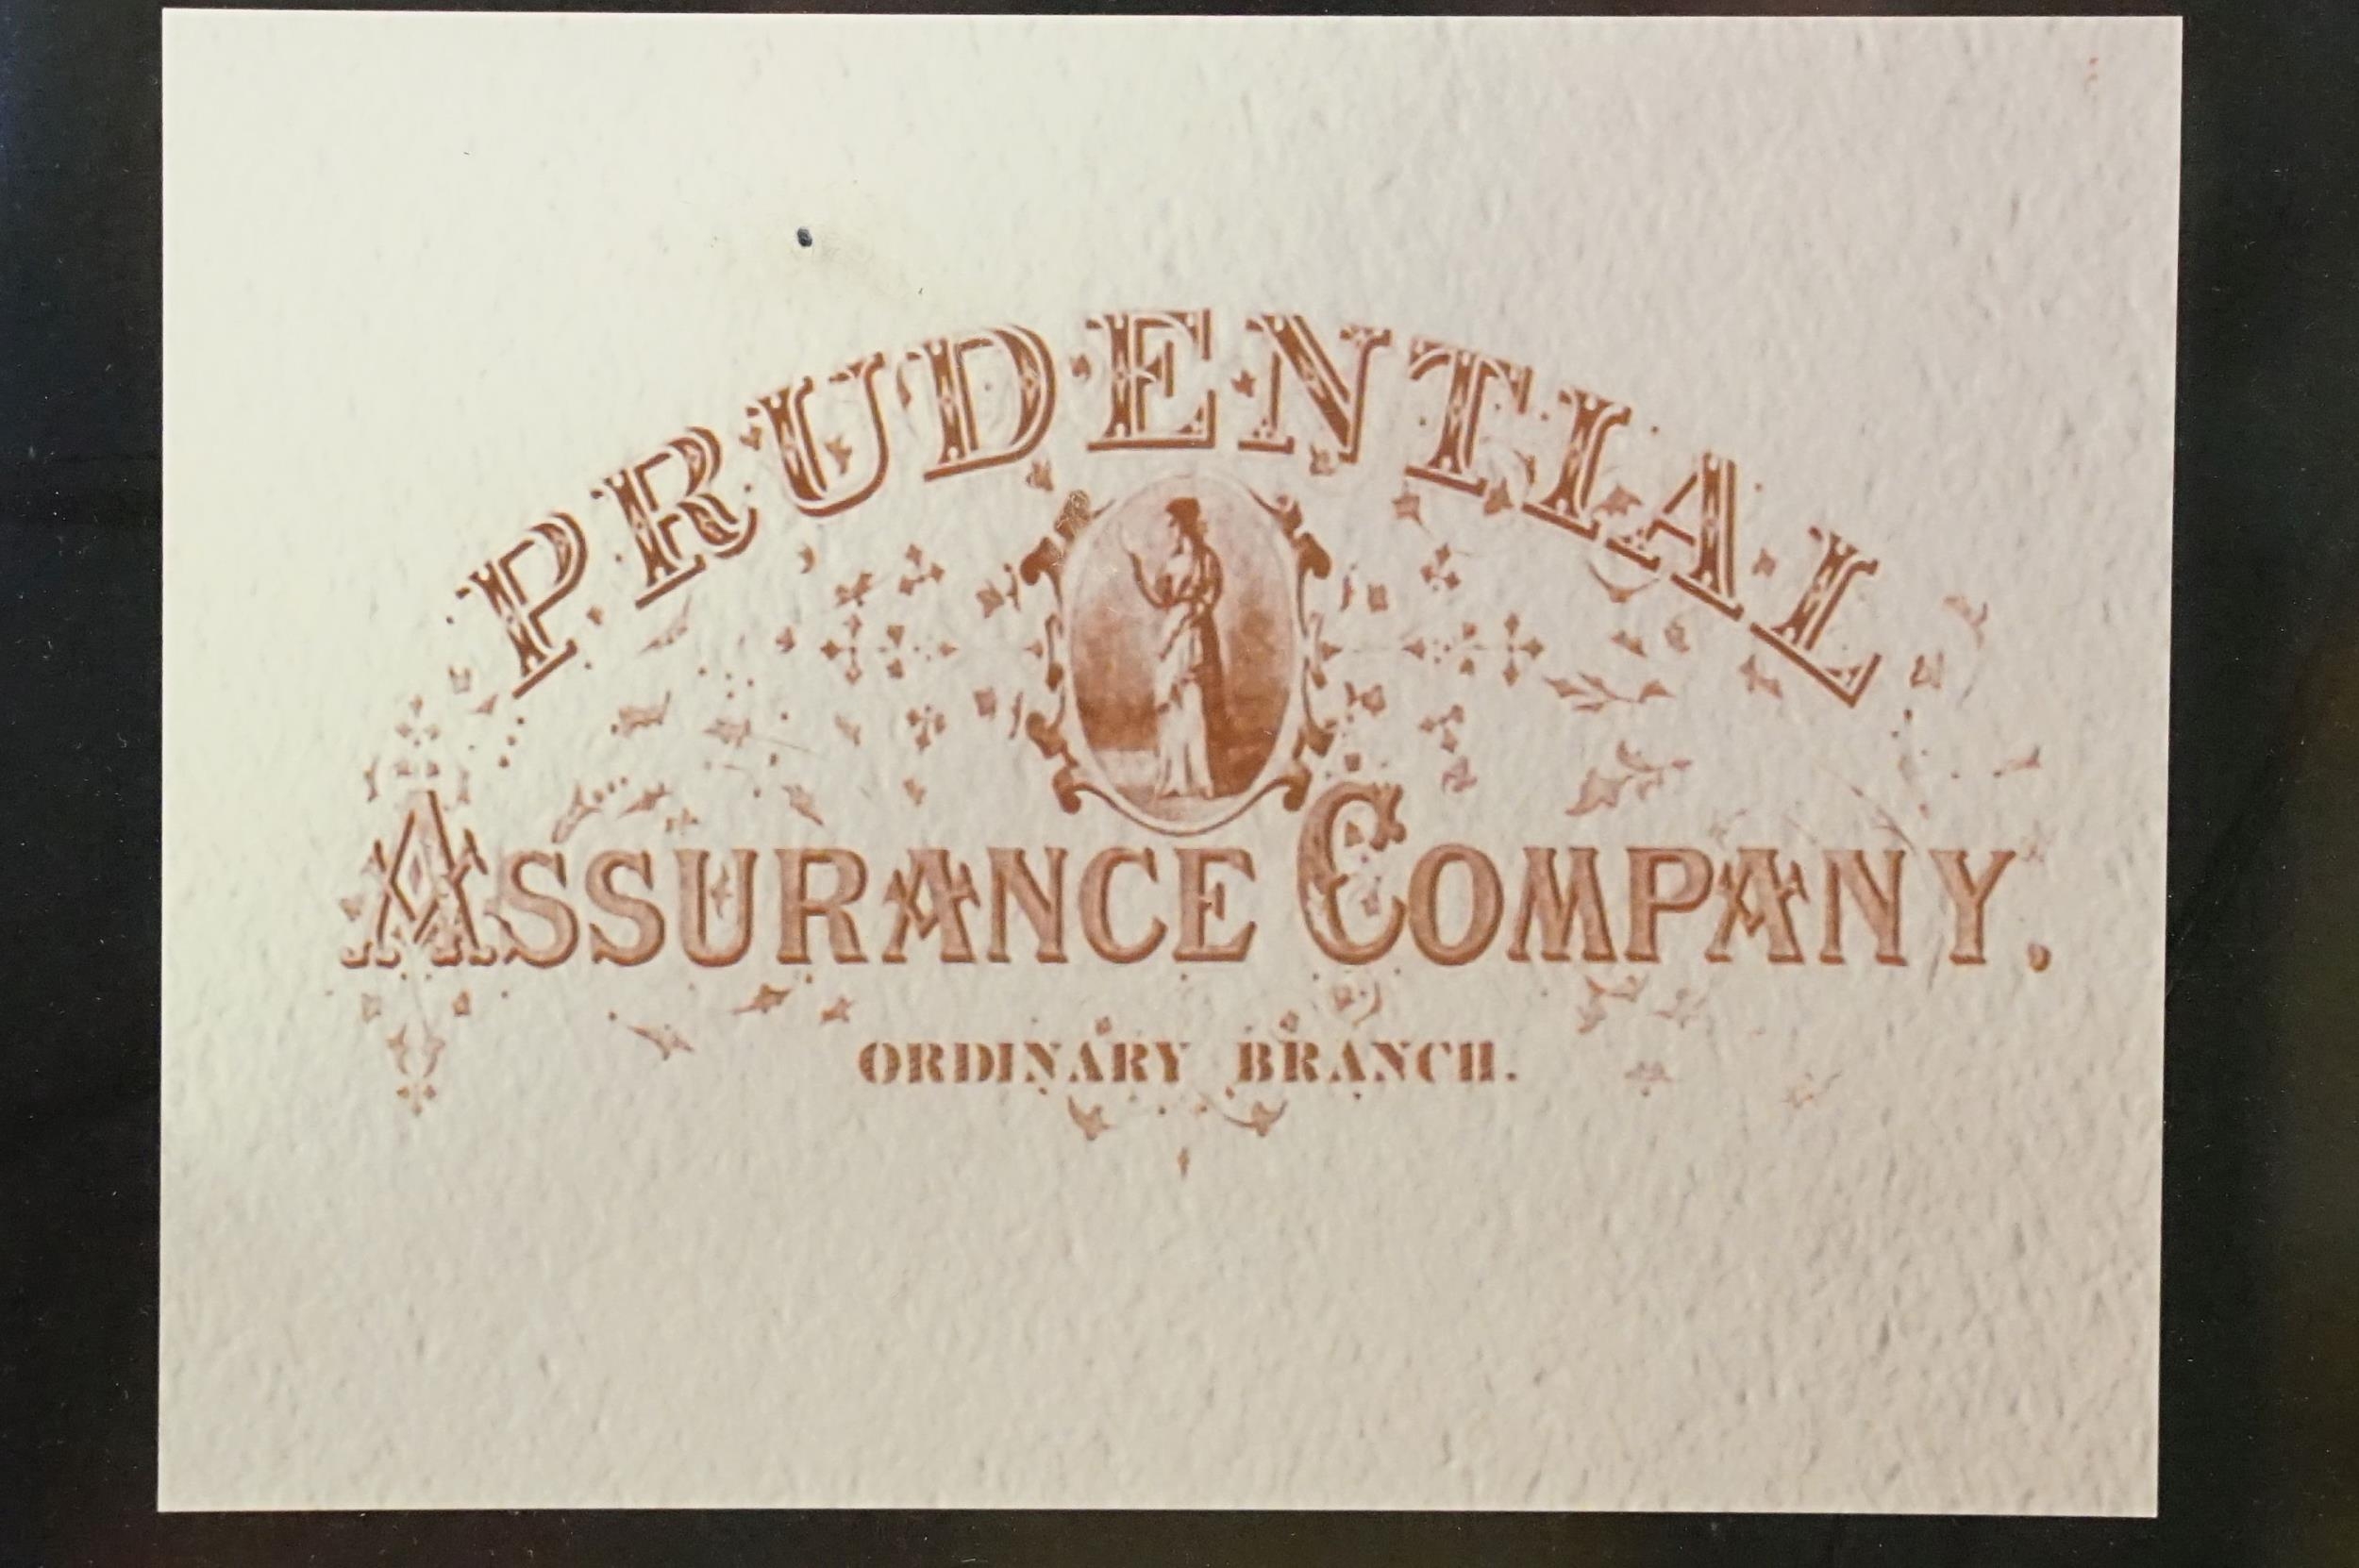 PRUDENTIAL
ASSURANCE COMPANY.
ORDINARY BRANCH.